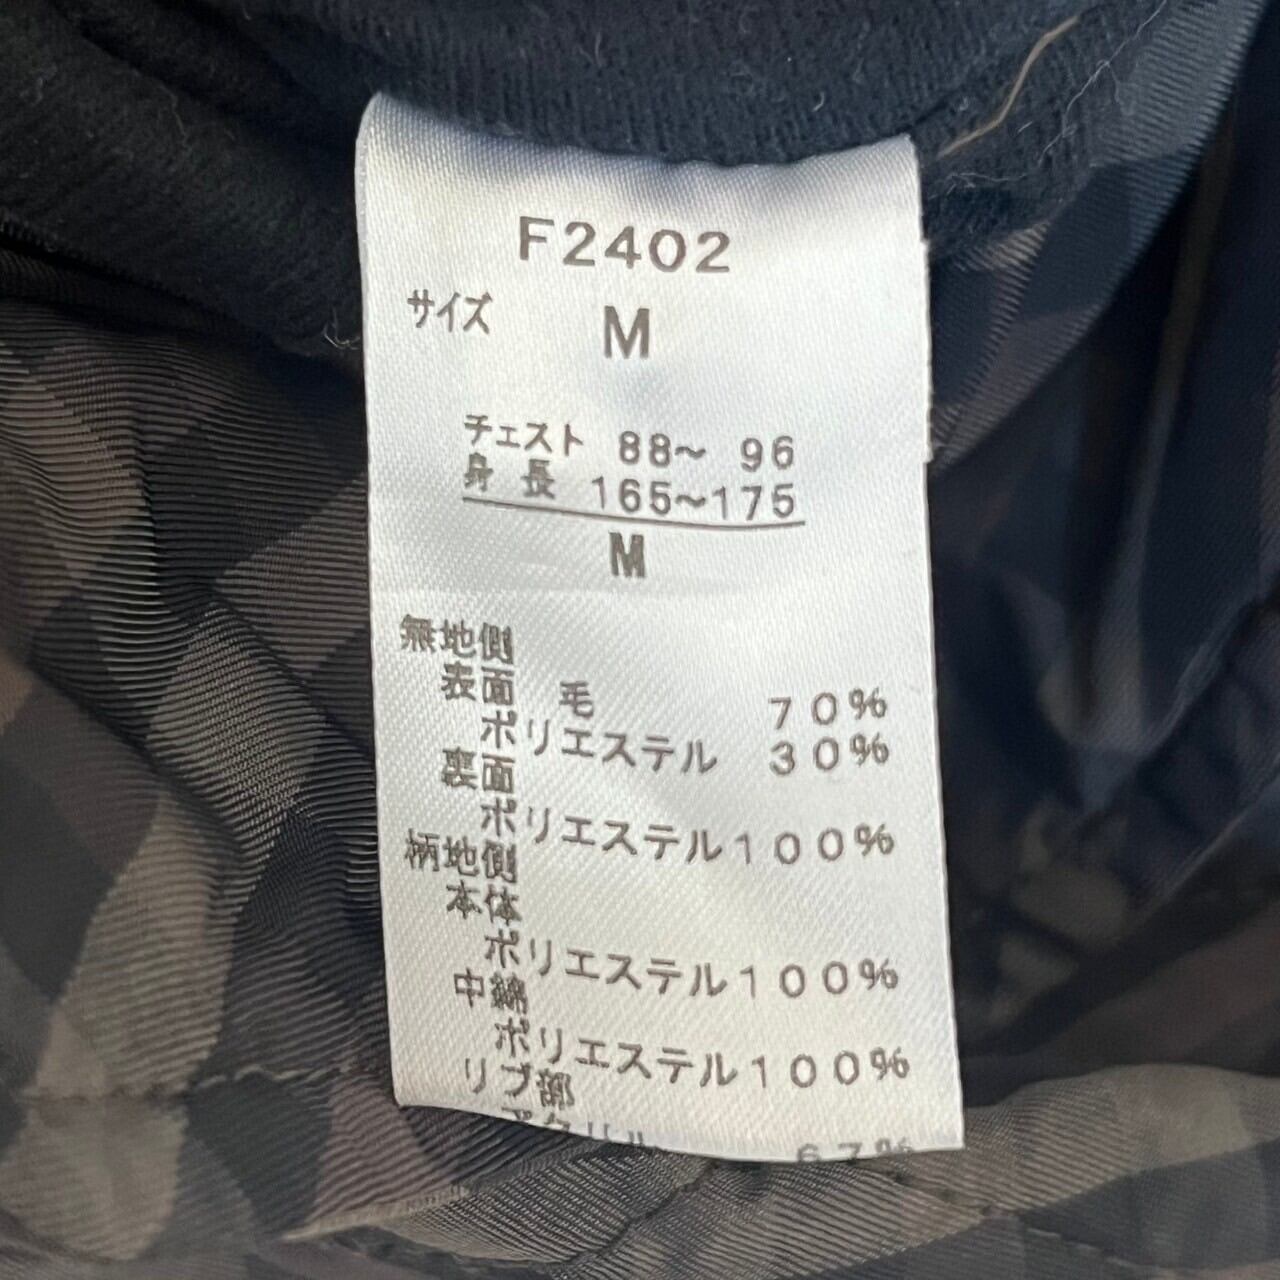 F2402
サイズ M
チェスト 88～ 96
身 長 165～175
M
無地側
表面 毛 70%
ポリエステル 30%
裏面
ポリエステル100%
柄地側
本体
ポリエステル100%
中綿
ポリエステル100%
リブ部
67%